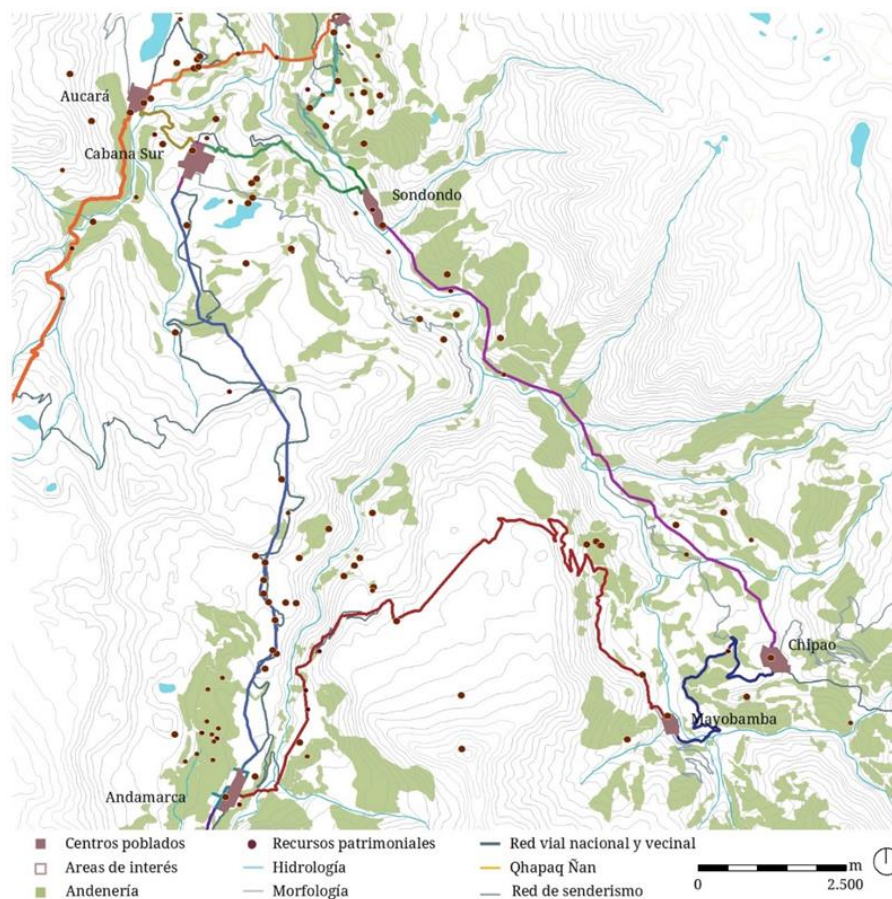 Aucará
Cabana Sur
Sondondo
Chipao
Mayobamba
Andamarca
Centros poblados
Areas de interés
Andenería
Recursos patrimoniales
Hidrología
Morfología
Red vial nacional y vecinal
Qhapaq Ñan
Red de senderismo
m
0
2.500